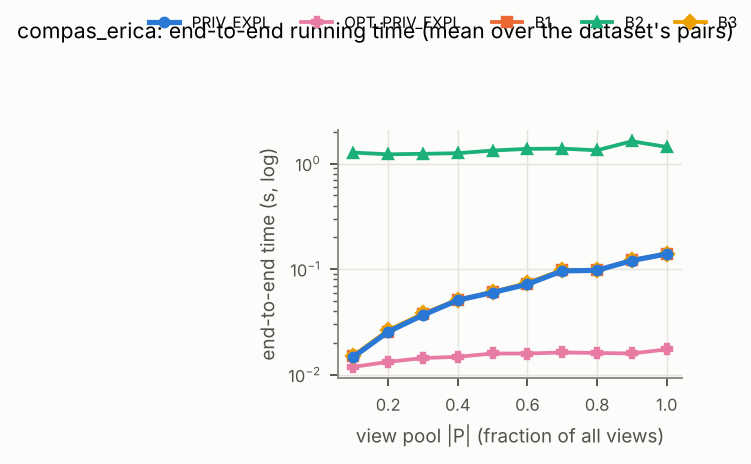 PRIV_EXPL OPT_PRIV_EXPL B1 B2 B3
compas_erica: end-to-end running time (mean over the dataset's pairs)
end-to-end time (s, log)
10⁰
10⁻¹
10⁻²
0.2 0.4 0.6 0.8 1.0
view pool |P| (fraction of all views)